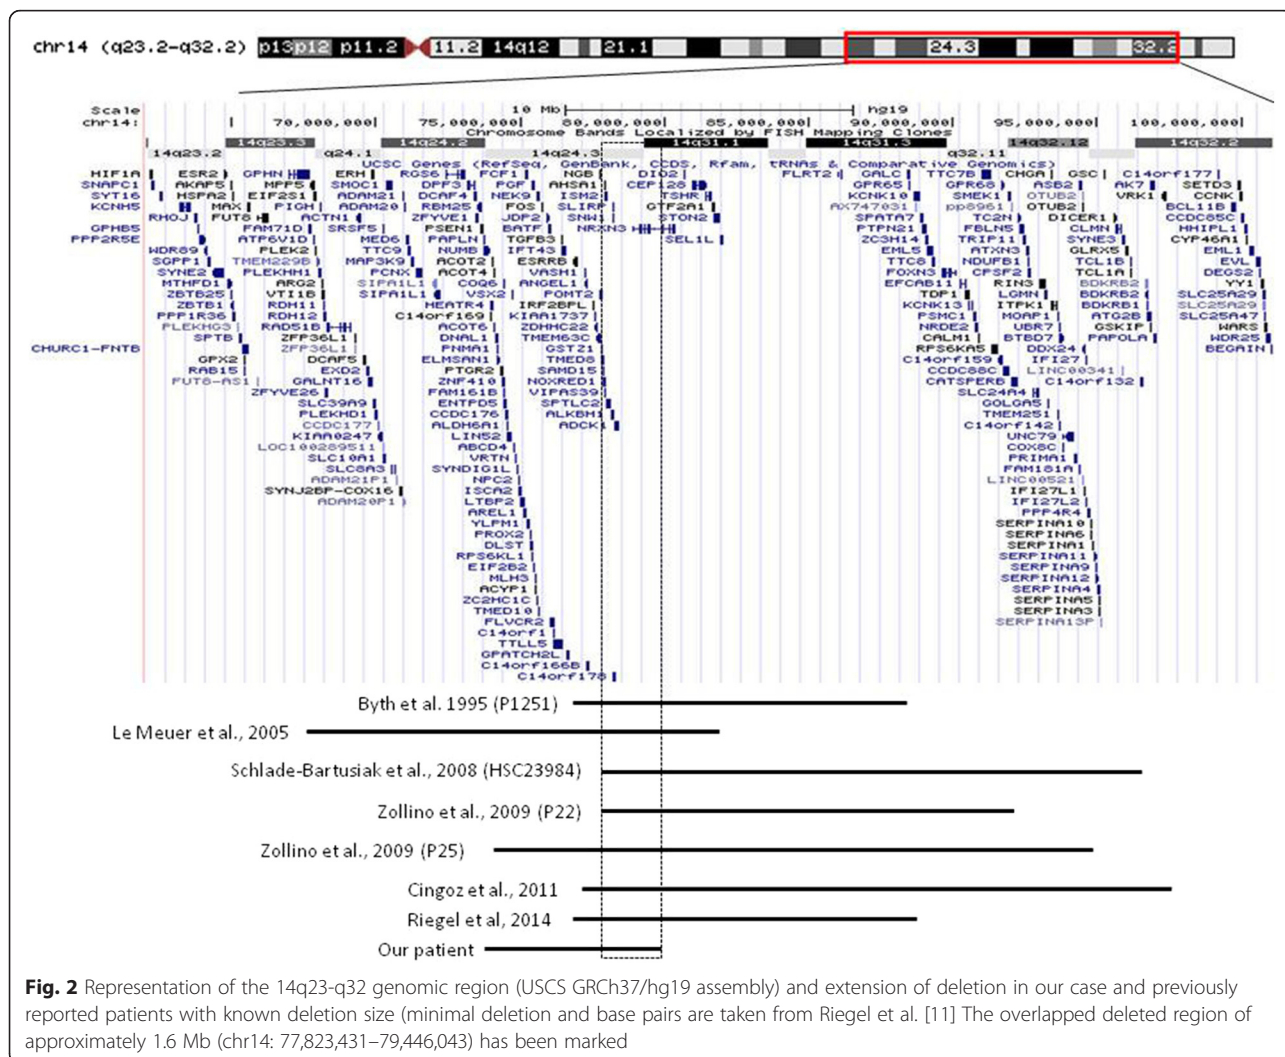 chr14 (q23.2-q32.2) p13 p12 p11.2 11.2 14q12 21.1 24.3 32.2
Scale 10 Mb hg19
chr14: 70,000,000 75,000,000 80,000,000 85,000,000 90,000,000 95,000,000 100,000,000
Chromosome Bands Localized by FISH Mapping Clones
14q23.3 14q24.2 14q31.1 14q31.3 14q32.12 14q32.2
14q23.2 q24.1 14q24.3 q32.11
UCSC Genes (RefSeq, GenBank, CCDS, Rfam, tRNAs & Comparative Genomics)
HIF1A ESR2 GPHN ERH RGS6 FCF1 NGB DIO2 FLRT2 GALC TTC7B CHGA GSC C14orf177
SNAPC1 AKAP5 MPP5 SMOC1 DPF3 PGF AHSA1 CEP128 GPR65 GPR68 ASB2 AK7 SETD3
SYT16 HSPA2 EIF2S1 ADAM21 DCAF4 NEK9 ISM2 TSHR KCNK10 SMEK1 OTUB2 VRK1 CCNK
KCNH5 MAX PIGH ADAM20 RBM25 FOS SLIRP GTF2A1 AX747031 pp8961 OTUB2 BCL11B
RHOJ FUT8 ACTN1 ZFYVE1 JDP2 SNW1 STON2 SPATA7 TC2N DICER1 CCDC85C
GPHB5 FAM71D SRSF5 PSEN1 BATF NRXN3 PTPN21 FBLN5 CLMN HHIPL1
PPP2R5E ATP6V1D MED6 PAPLN TGFB3 SEL1L ZC3H14 TRIP11 SYNE3 CYP46A1
WDR89 PLEK2 TTC9 NUMB IFT43 EML5 ATXN3 GLRX5 EML1
SGPP1 TMEM229B MAP3K9 ACOT2 ESRRB TTC8 NDUFB1 TCL1B EVL
SYNE2 PLEKHH1 PCNX ACOT4 VASH1 FOXN3 CPSF2 TCL1A DEGS2
MTHFD1 ARG2 SIPA1L1 COQ6 ANGEL1 EFCAB11 RIN3 BDKRB2 YY1
ZBTB25 VTI1B SIPA1L1 VSX2 POMT2 TDP1 LGMN BDKRB2 SLC25A29
ZBTB1 RDH11 HEATR4 IRF2BPL KCNK13 ITPK1 BDKRB1 SLC25A29
PPP1R36 RDH12 C14orf169 KIAA1737 PSMC1 MOAP1 ATG2B SLC25A47
PLEKHG3 RAD51B ACOT6 ZDHHC22 NRDE2 UBR7 GSKIP WARS
SPTB ZFP36L1 DNAL1 TMEM63C CALM1 BTBD7 PAPOLA WDR25
CHURC1-FNTB ZFP36L1 PNMA1 GSTZ1 RPS6KA5 DDX24 BEGAIN
GPX2 DCAF5 ELMSAN1 TMED8 C14orf159 IFI27
RAB15 EXD2 PTGR2 SAMD15 CCDC88C LINC00341
FUT8-AS1 GALNT16 ZNF410 NOXRED1 CATSPERB C14orf132
ZFYVE26 FAM161B VIPAS39 SLC24A4
SLC39A9 ENTPD5 SPTLC2 GOLGA5
PLEKHD1 CCDC176 ALKBH1 TMEM251
CCDC177 ALDH6A1 ADCK1 C14orf142
KIAA0247 LIN52 UNC79
LOC100289511 ABCD4 COX8C
SLC10A1 VRTN PRIMA1
SLC8A3 SYNDIG1L FAM181A
ADAM21P1 NPC2 LINC00521
SYNJ2BP-COX16 ISCA2 IFI27L1
ADAM20P1 LTBP2 IFI27L2
AREL1 PPP4R4
YLPM1 SERPINA10
PROX2 SERPINA6
DLST SERPINA1
RPS6KL1 SERPINA11
EIF2B2 SERPINA9
MLH3 SERPINA12
ACYP1 SERPINA4
ZC2HC1C SERPINA5
TMED10 SERPINA3
FLVCR2 SERPINA13P
C14orf1
TTLL5
GPATCH2L
C14orf166B
C14orf178
Byth et al. 1995 (P1251)
Le Meuer et al., 2005
Schlade-Bartusiak et al., 2008 (HSC23984)
Zollino et al., 2009 (P22)
Zollino et al., 2009 (P25)
Cingoz et al., 2011
Riegel et al, 2014
Our patient
Fig. 2 Representation of the 14q23-q32 genomic region (USCS GRCh37/hg19 assembly) and extension of deletion in our case and previously
reported patients with known deletion size (minimal deletion and base pairs are taken from Riegel et al. [11] The overlapped deleted region of
approximately 1.6 Mb (chr14: 77,823,431–79,446,043) has been marked